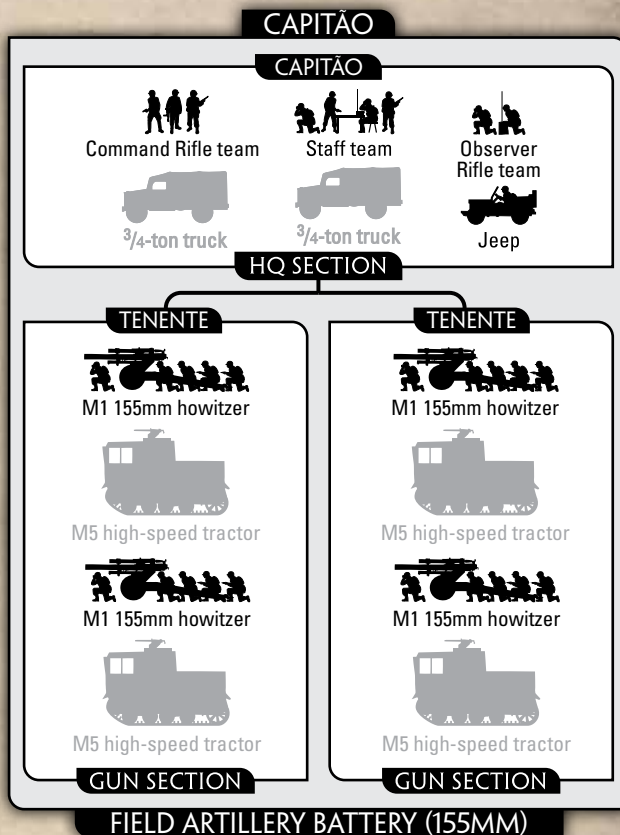 CAPITÃO
CAPITÃO
Command Rifle team
3/4-ton truck
Staff team
3/4-ton truck
Observer
Rifle team
Jeep
HQ SECTION
TENENTE
M1 155mm howitzer
M5 high-speed tractor
M1 155mm howitzer
M5 high-speed tractor
GUN SECTION
TENENTE
M1 155mm howitzer
M5 high-speed tractor
M1 155mm howitzer
M5 high-speed tractor
GUN SECTION
FIELD ARTILLERY BATTERY (155MM)